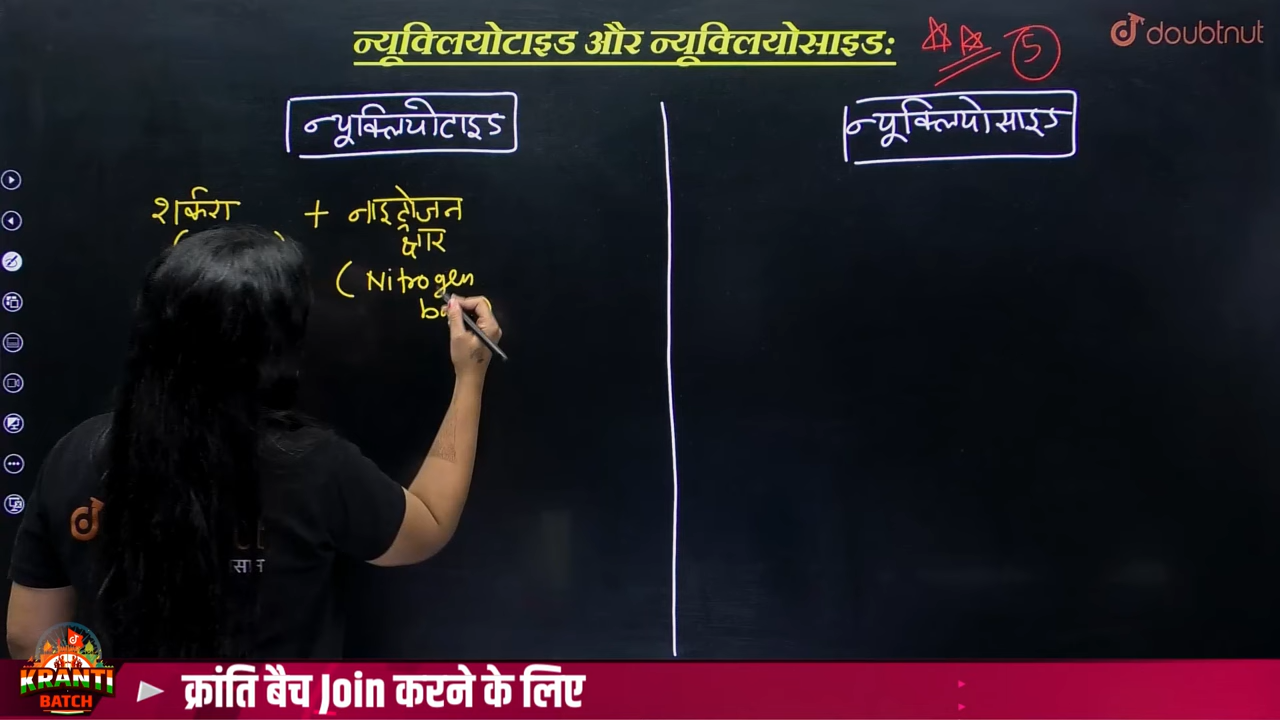 न्यूक्लियोटाइड और न्यूक्लियोसाइड:
5
doubtnut
न्यूक्लियोटाइड
न्यूक्लियोसाइड
शर्करा + नाइट्रोजन
क्षार
( Nitrogen
KRANTI
BATCH
क्रांति बैच Join करने के लिए